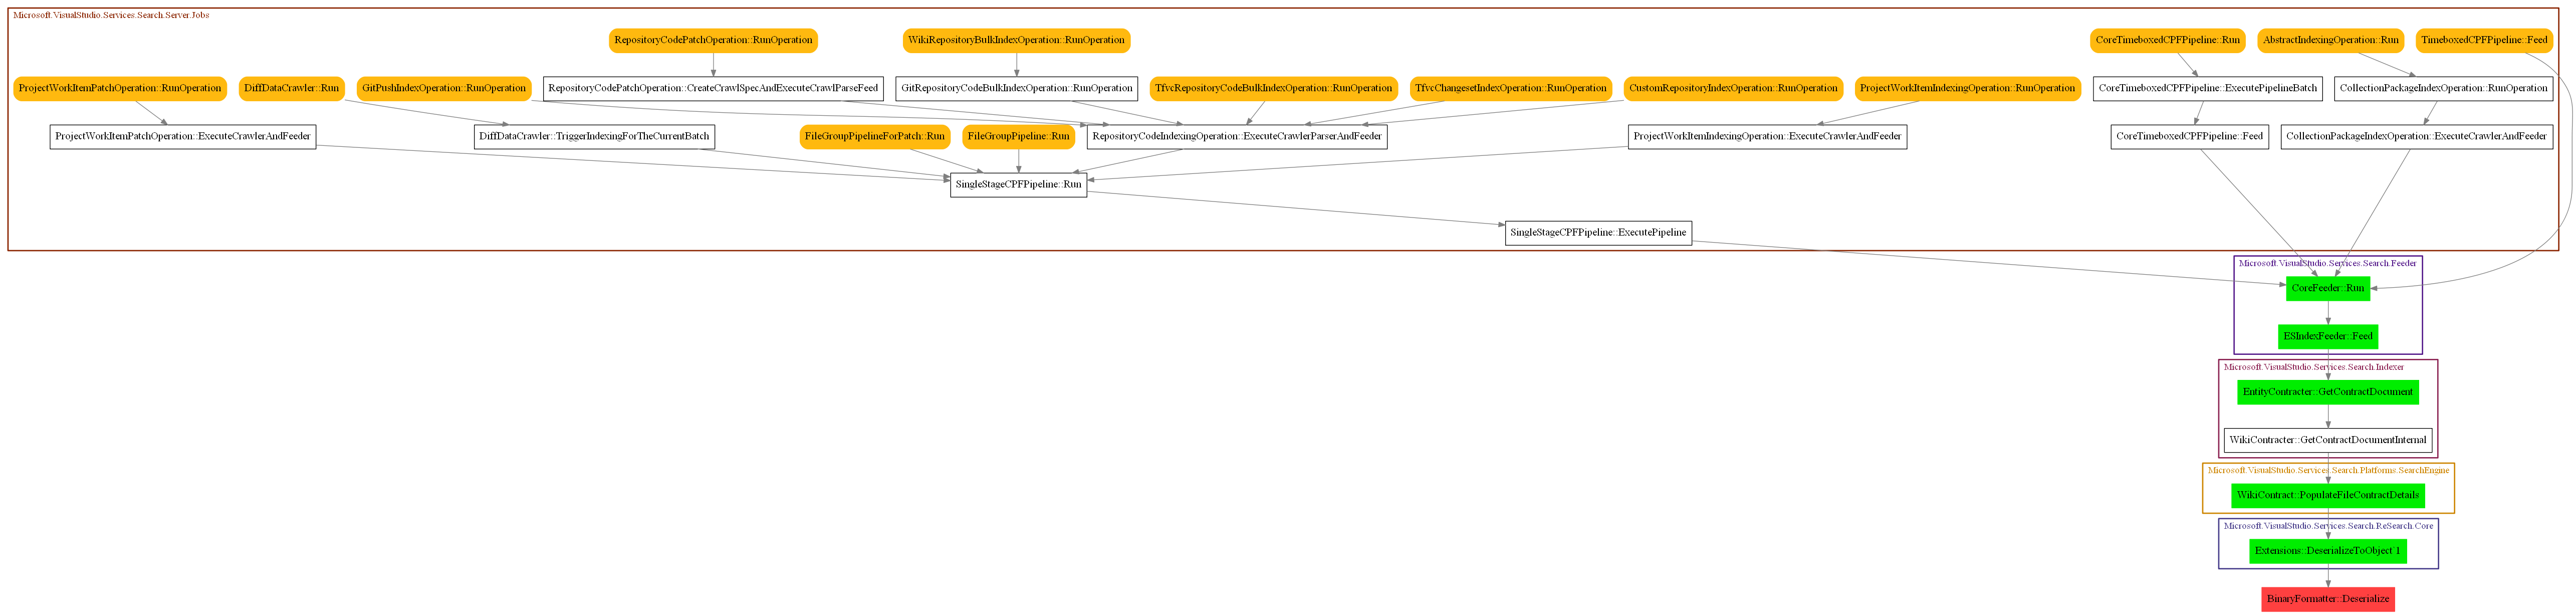 Microsoft.VisualStudio.Services.Search.Server.Jobs
RepositoryCodePatchOperation::RunOperation
WikiRepositoryBulkIndexOperation::RunOperation
CoreTimeboxedCPFPipeline::Run
AbstractIndexingOperation::Run
TimeboxedCPFPipeline::Feed
ProjectWorkItemPatchOperation::RunOperation
DiffDataCrawler::Run
GitPushIndexOperation::RunOperation
RepositoryCodePatchOperation::CreateCrawlSpecAndExecuteCrawlParseFeed
GitRepositoryCodeBulkIndexOperation::RunOperation
TfvcRepositoryCodeBulkIndexOperation::RunOperation
TfvcChangesetIndexOperation::RunOperation
CustomRepositoryIndexOperation::RunOperation
ProjectWorkItemIndexingOperation::RunOperation
CoreTimeboxedCPFPipeline::ExecutePipelineBatch
CollectionPackageIndexOperation::RunOperation
ProjectWorkItemPatchOperation::ExecuteCrawlerAndFeeder
DiffDataCrawler::TriggerIndexingForTheCurrentBatch
FileGroupPipelineForPatch::Run
FileGroupPipeline::Run
RepositoryCodeIndexingOperation::ExecuteCrawlerParserAndFeeder
ProjectWorkItemIndexingOperation::ExecuteCrawlerAndFeeder
CoreTimeboxedCPFPipeline::Feed
CollectionPackageIndexOperation::ExecuteCrawlerAndFeeder
SingleStageCPFPipeline::Run
SingleStageCPFPipeline::ExecutePipeline
Microsoft.VisualStudio.Services.Search.Feeder
CoreFeeder::Run
ESIndexFeeder::Feed
Microsoft.VisualStudio.Services.Search.Indexer
EntityContracter::GetContractDocument
WikiContracter::GetContractDocumentInternal
Microsoft.VisualStudio.Services.Search.Platforms.SearchEngine
WikiContract::PopulateFileContractDetails
Microsoft.VisualStudio.Services.Search.ReSearch.Core
Extensions::DeserializeToObject`1
BinaryFormatter::Deserialize